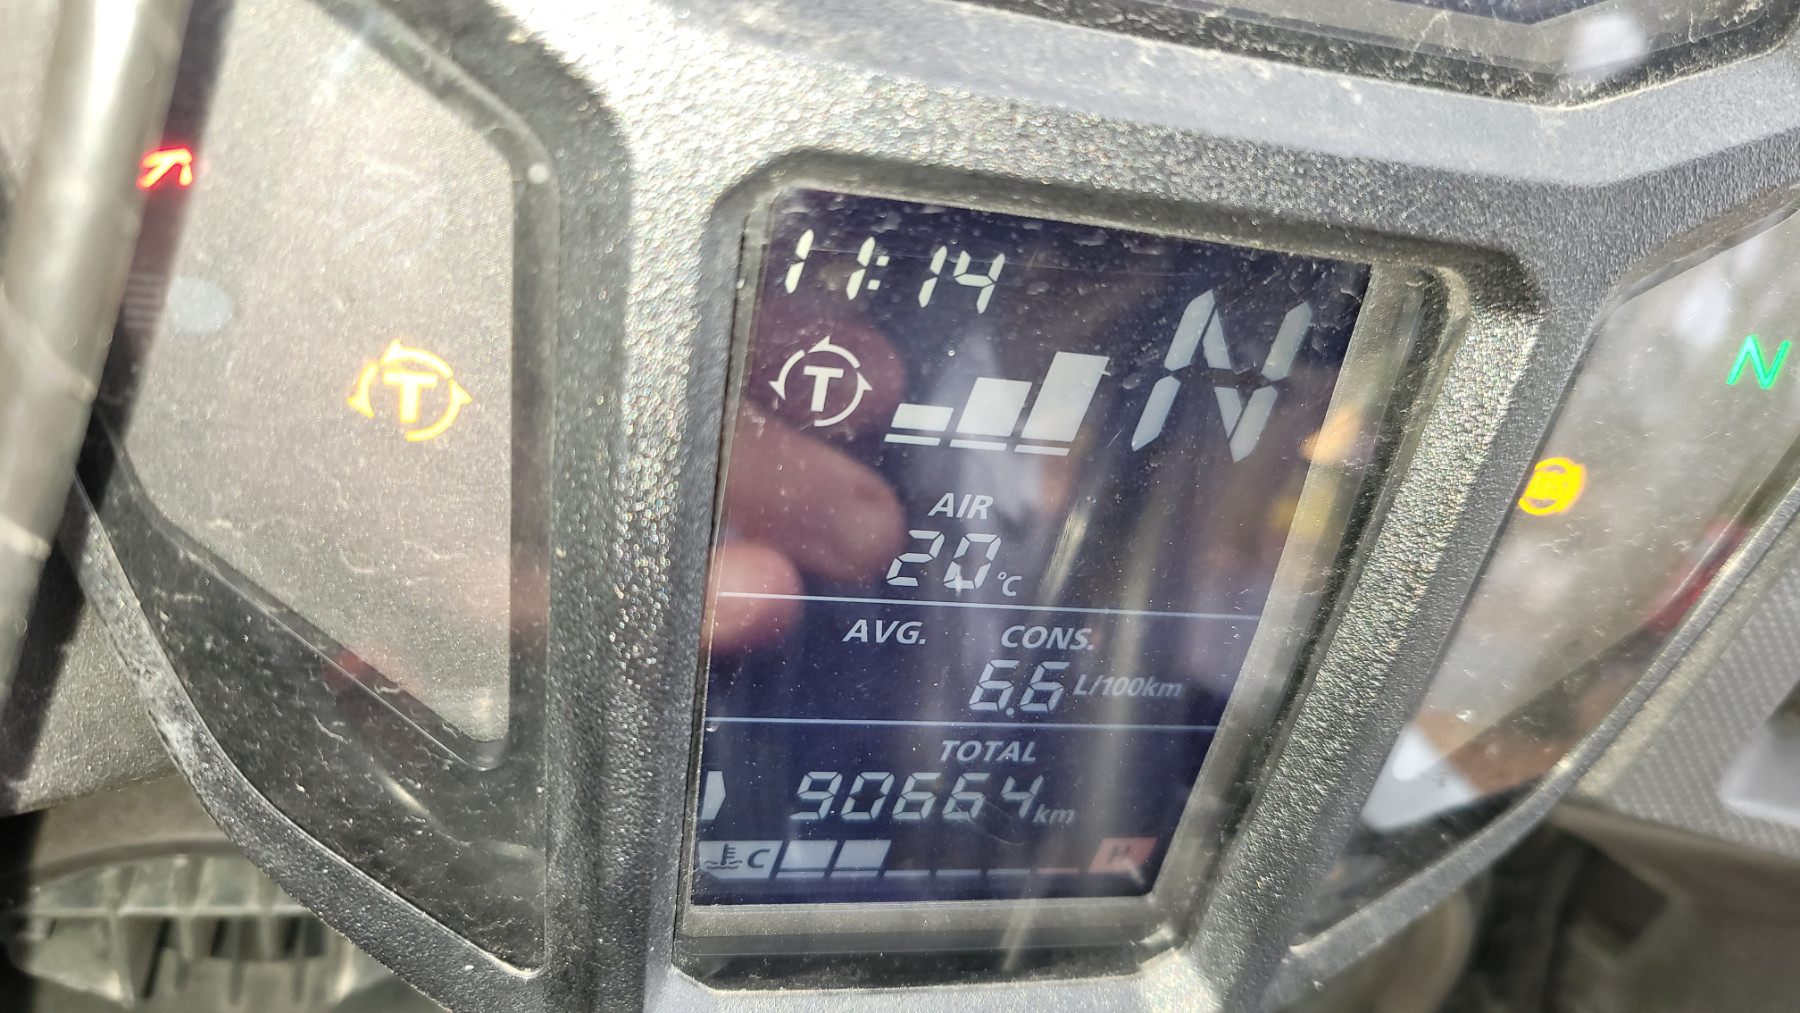 11:14
T
T
N
N
AIR
20 °C
AVG. CONS.
6.6 L/100km
TOTAL
90664 km
C H